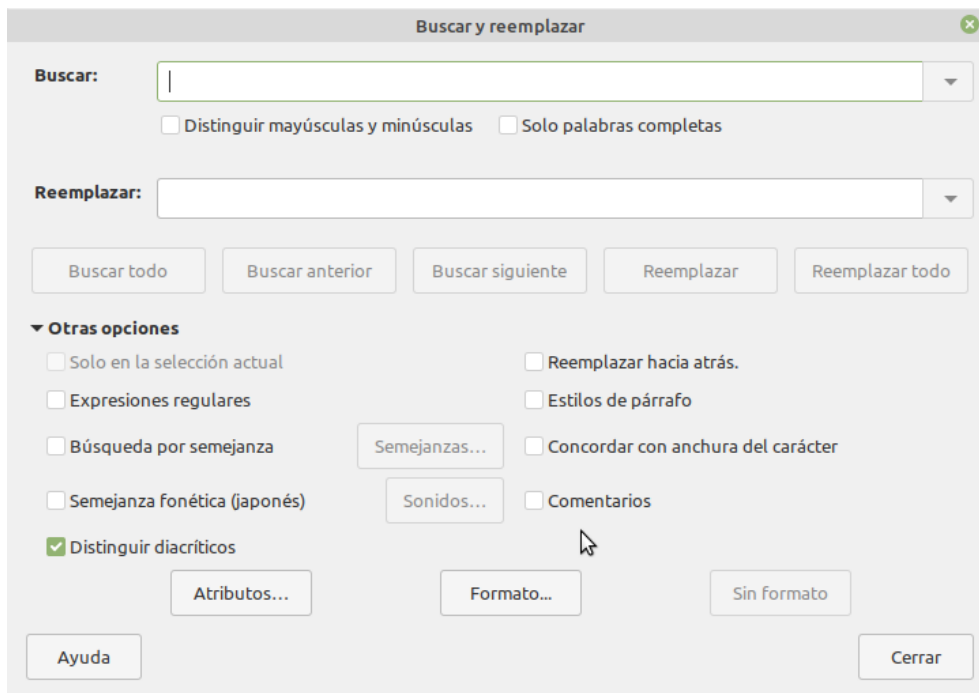 Buscar y reemplazar
Buscar:
Distinguir mayúsculas y minúsculas Solo palabras completas
Reemplazar:
Buscar todo Buscar anterior Buscar siguiente Reemplazar Reemplazar todo
Otras opciones
Solo en la selección actual Reemplazar hacia atrás.
Expresiones regulares Estilos de párrafo
Búsqueda por semejanza Semejanzas... Concordar con anchura del carácter
Semejanza fonética (japonés) Sonidos... Comentarios
Distinguir diacríticos
Atributos... Formato... Sin formato
Ayuda Cerrar